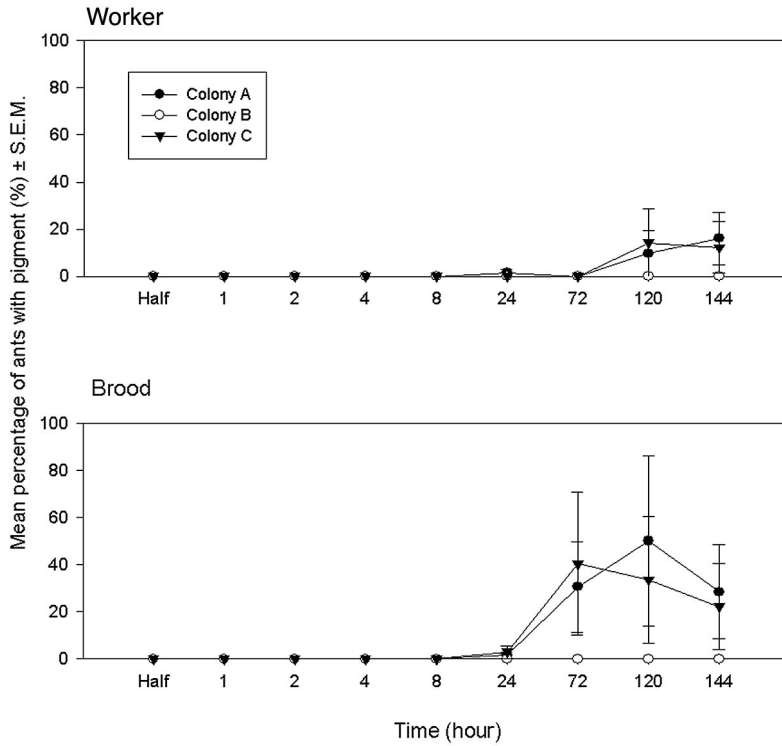 Worker
100
80
60
40
20
0
Colony A
Colony B
Colony C
Half 1 2 4 8 24 72 120 144
Mean percentage of ants with pigment (%) ± S.E.M.
Brood
100
80
60
40
20
0
Half 1 2 4 8 24 72 120 144
Time (hour)